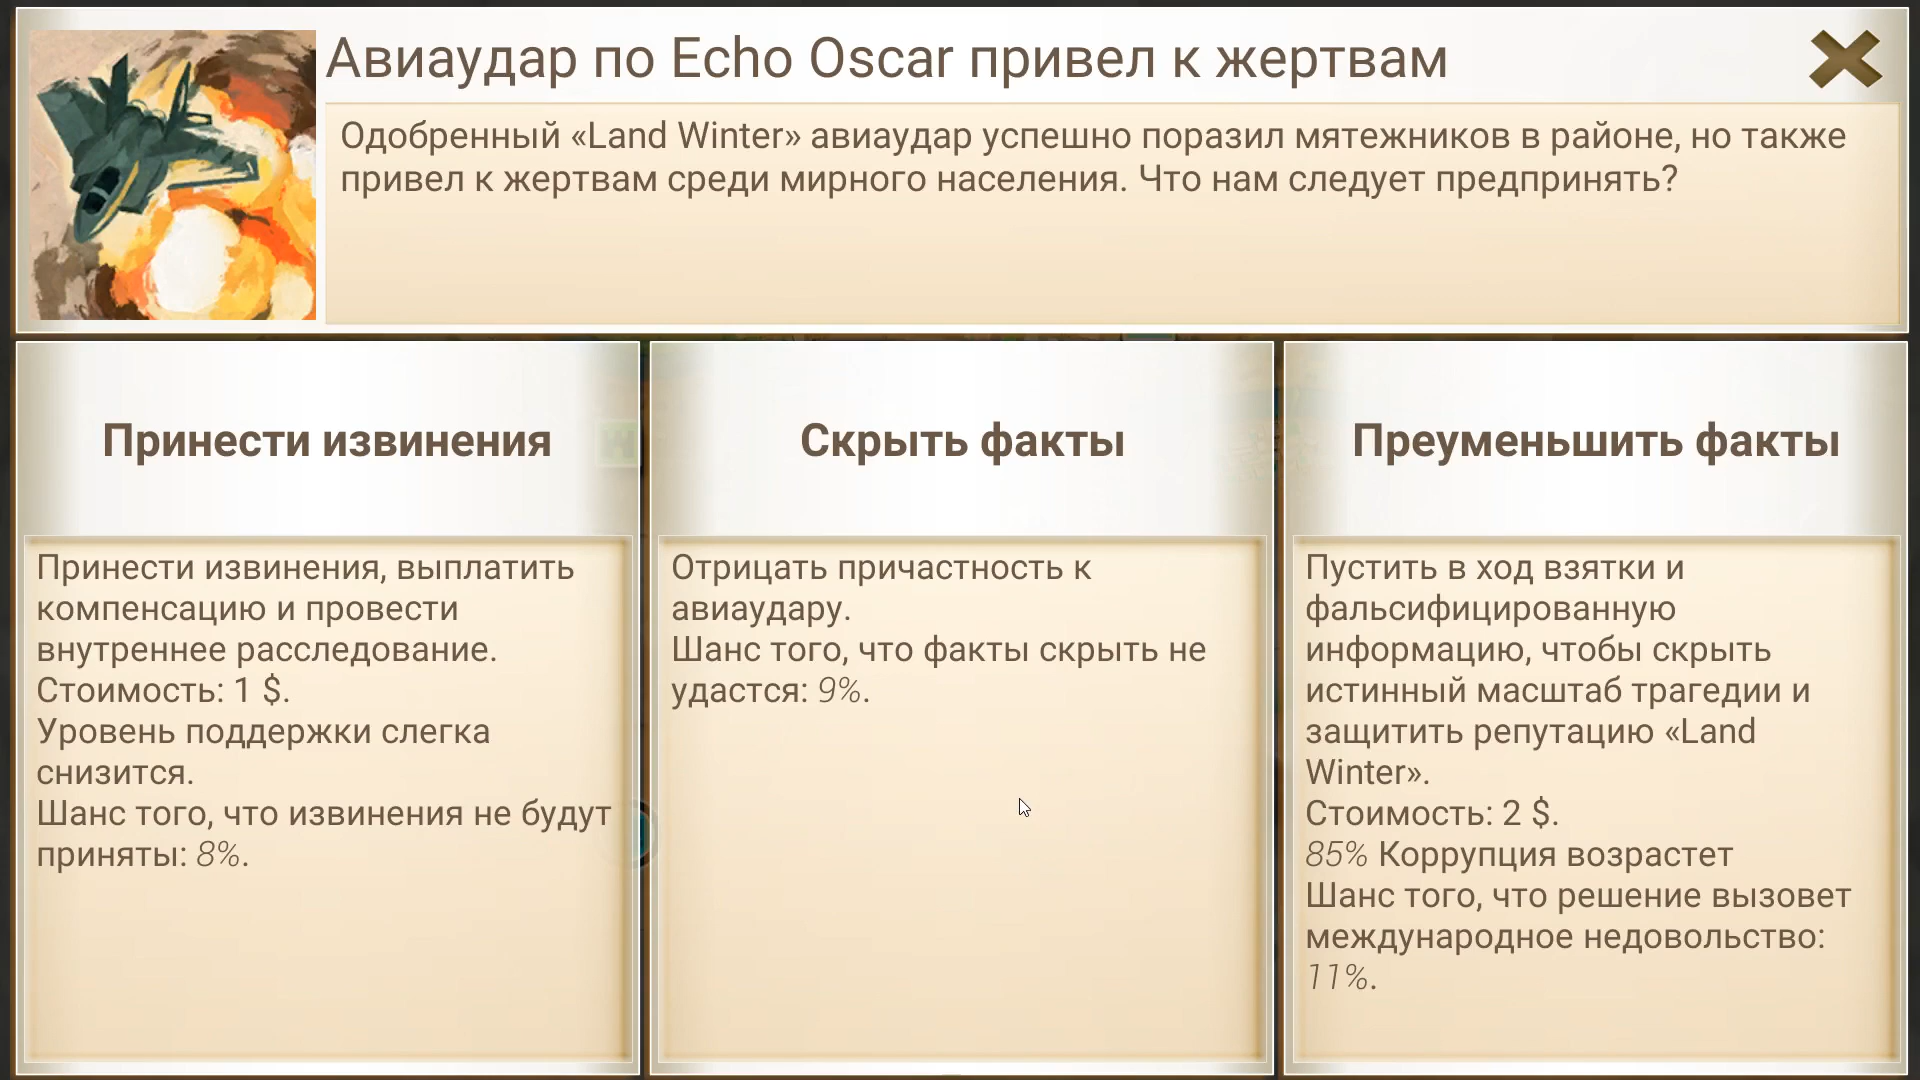 Авиаудар по Echo Oscar привел к жертвам
Одобренный «Land Winter» авиаудар успешно поразил мятежников в районе, но также
привел к жертвам среди мирного населения. Что нам следует предпринять?
Принести извинения
Принести извинения, выплатить
компенсацию и провести
внутреннее расследование.
Стоимость: 1 $.
Уровень поддержки слегка
снизится.
Шанс того, что извинения не будут
приняты: 8%.
Скрыть факты
Отрицать причастность к
авиаудару.
Шанс того, что факты скрыть не
удастся: 9%.
Преуменьшить факты
Пустить в ход взятки и
фальсифицированную
информацию, чтобы скрыть
истинный масштаб трагедии и
защитить репутацию «Land
Winter».
Стоимость: 2 $.
85% Коррупция возрастет
Шанс того, что решение вызовет
международное недовольство:
11%.